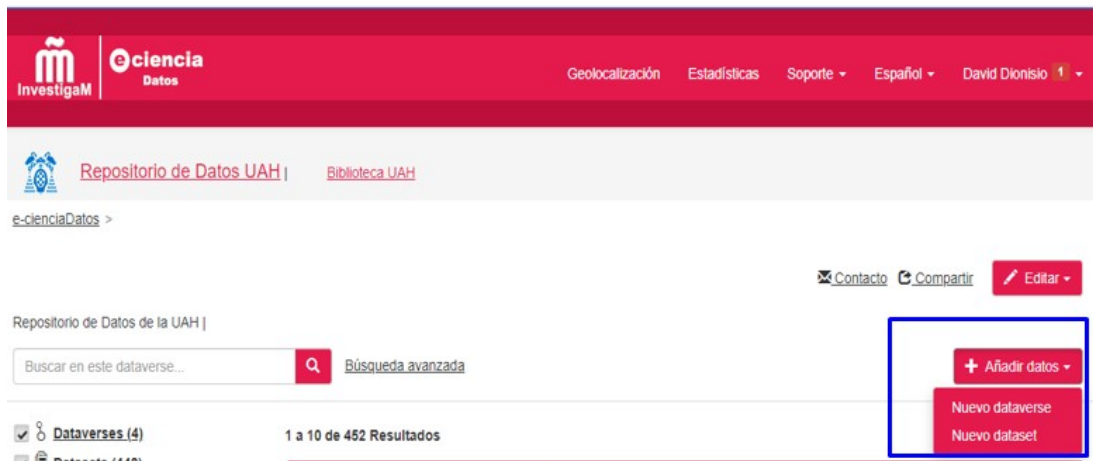 InvestigaM
eciencia
Datos
Geolocalización Estadísticas Soporte Español David Dionisio 1
Repositorio de Datos UAH | Biblioteca UAH
e-cienciaDatos >
Contacto Compartir Editar
Repositorio de Datos de la UAH |
Buscar en este dataverse... Búsqueda avanzada + Añadir datos
Nuevo dataverse
Nuevo dataset
Dataverses (4) 1 a 10 de 452 Resultados